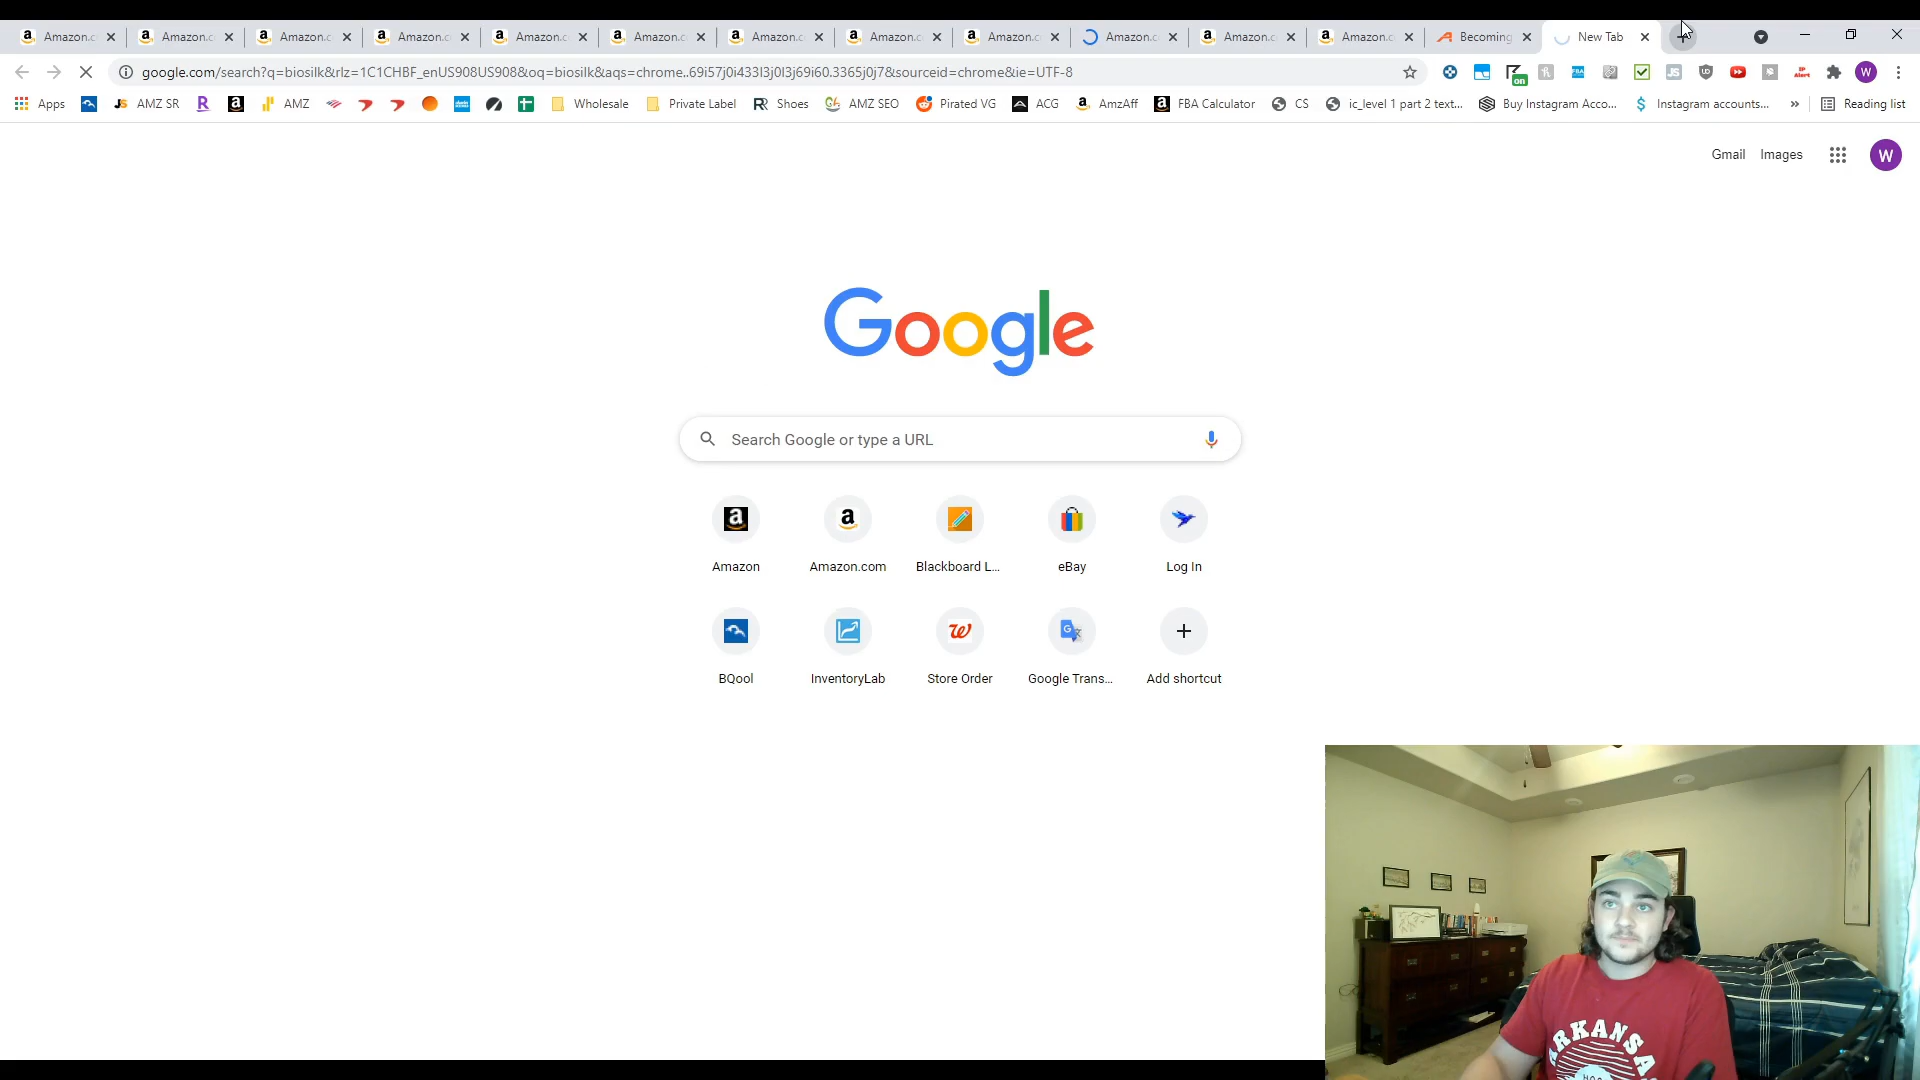 Amazon.c
Amazon.c
Amazon.c
Amazon.c
Amazon.c
Amazon.c
Amazon.c
Amazon.c
Amazon.c
Amazon.c
Amazon.c
Amazon.c
Becoming
New Tab
google.com/search?q=biosilk&rlz=1C1CHBF_enUS908US908&oq=biosilk&aqs=chrome..69i57j0i433l3j0l3j69i60.3365j0j7&sourceid=chrome&ie=UTF-8
Apps
AMZ SR
AMZ
Wholesale
Private Label
Shoes
AMZ SEO
Pirated VG
ACG
AmzAff
FBA Calculator
CS
ic_level 1 part 2 text...
Buy Instagram Acco...
Instagram accounts...
»
Reading list
Gmail
Images
W
Google
Search Google or type a URL
Amazon
Amazon.com
Blackboard L...
eBay
Log In
BQool
InventoryLab
Store Order
Google Trans...
Add shortcut
ARKANSA